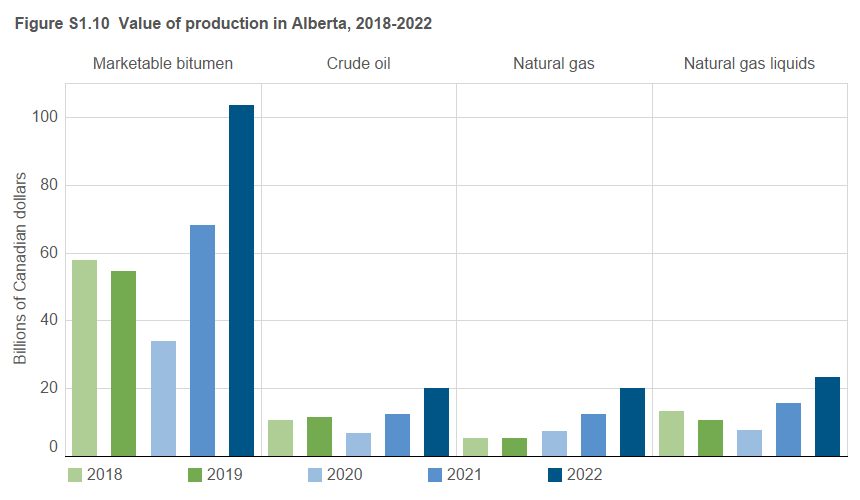 Figure S1.10 Value of production in Alberta, 2018-2022
Marketable bitumen Crude oil Natural gas Natural gas liquids
Billions of Canadian dollars
100
80
60
40
20
0
2018 2019 2020 2021 2022